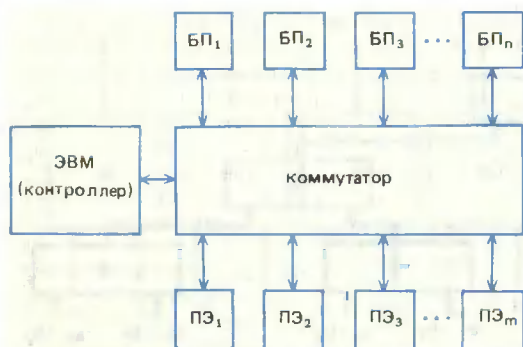 БП₁ БП₂ БП₃ ... БПₙ
ЭВМ
(контроллер)
коммутатор
ПЭ₁ ПЭ₂ ПЭ₃ ... ПЭₘ